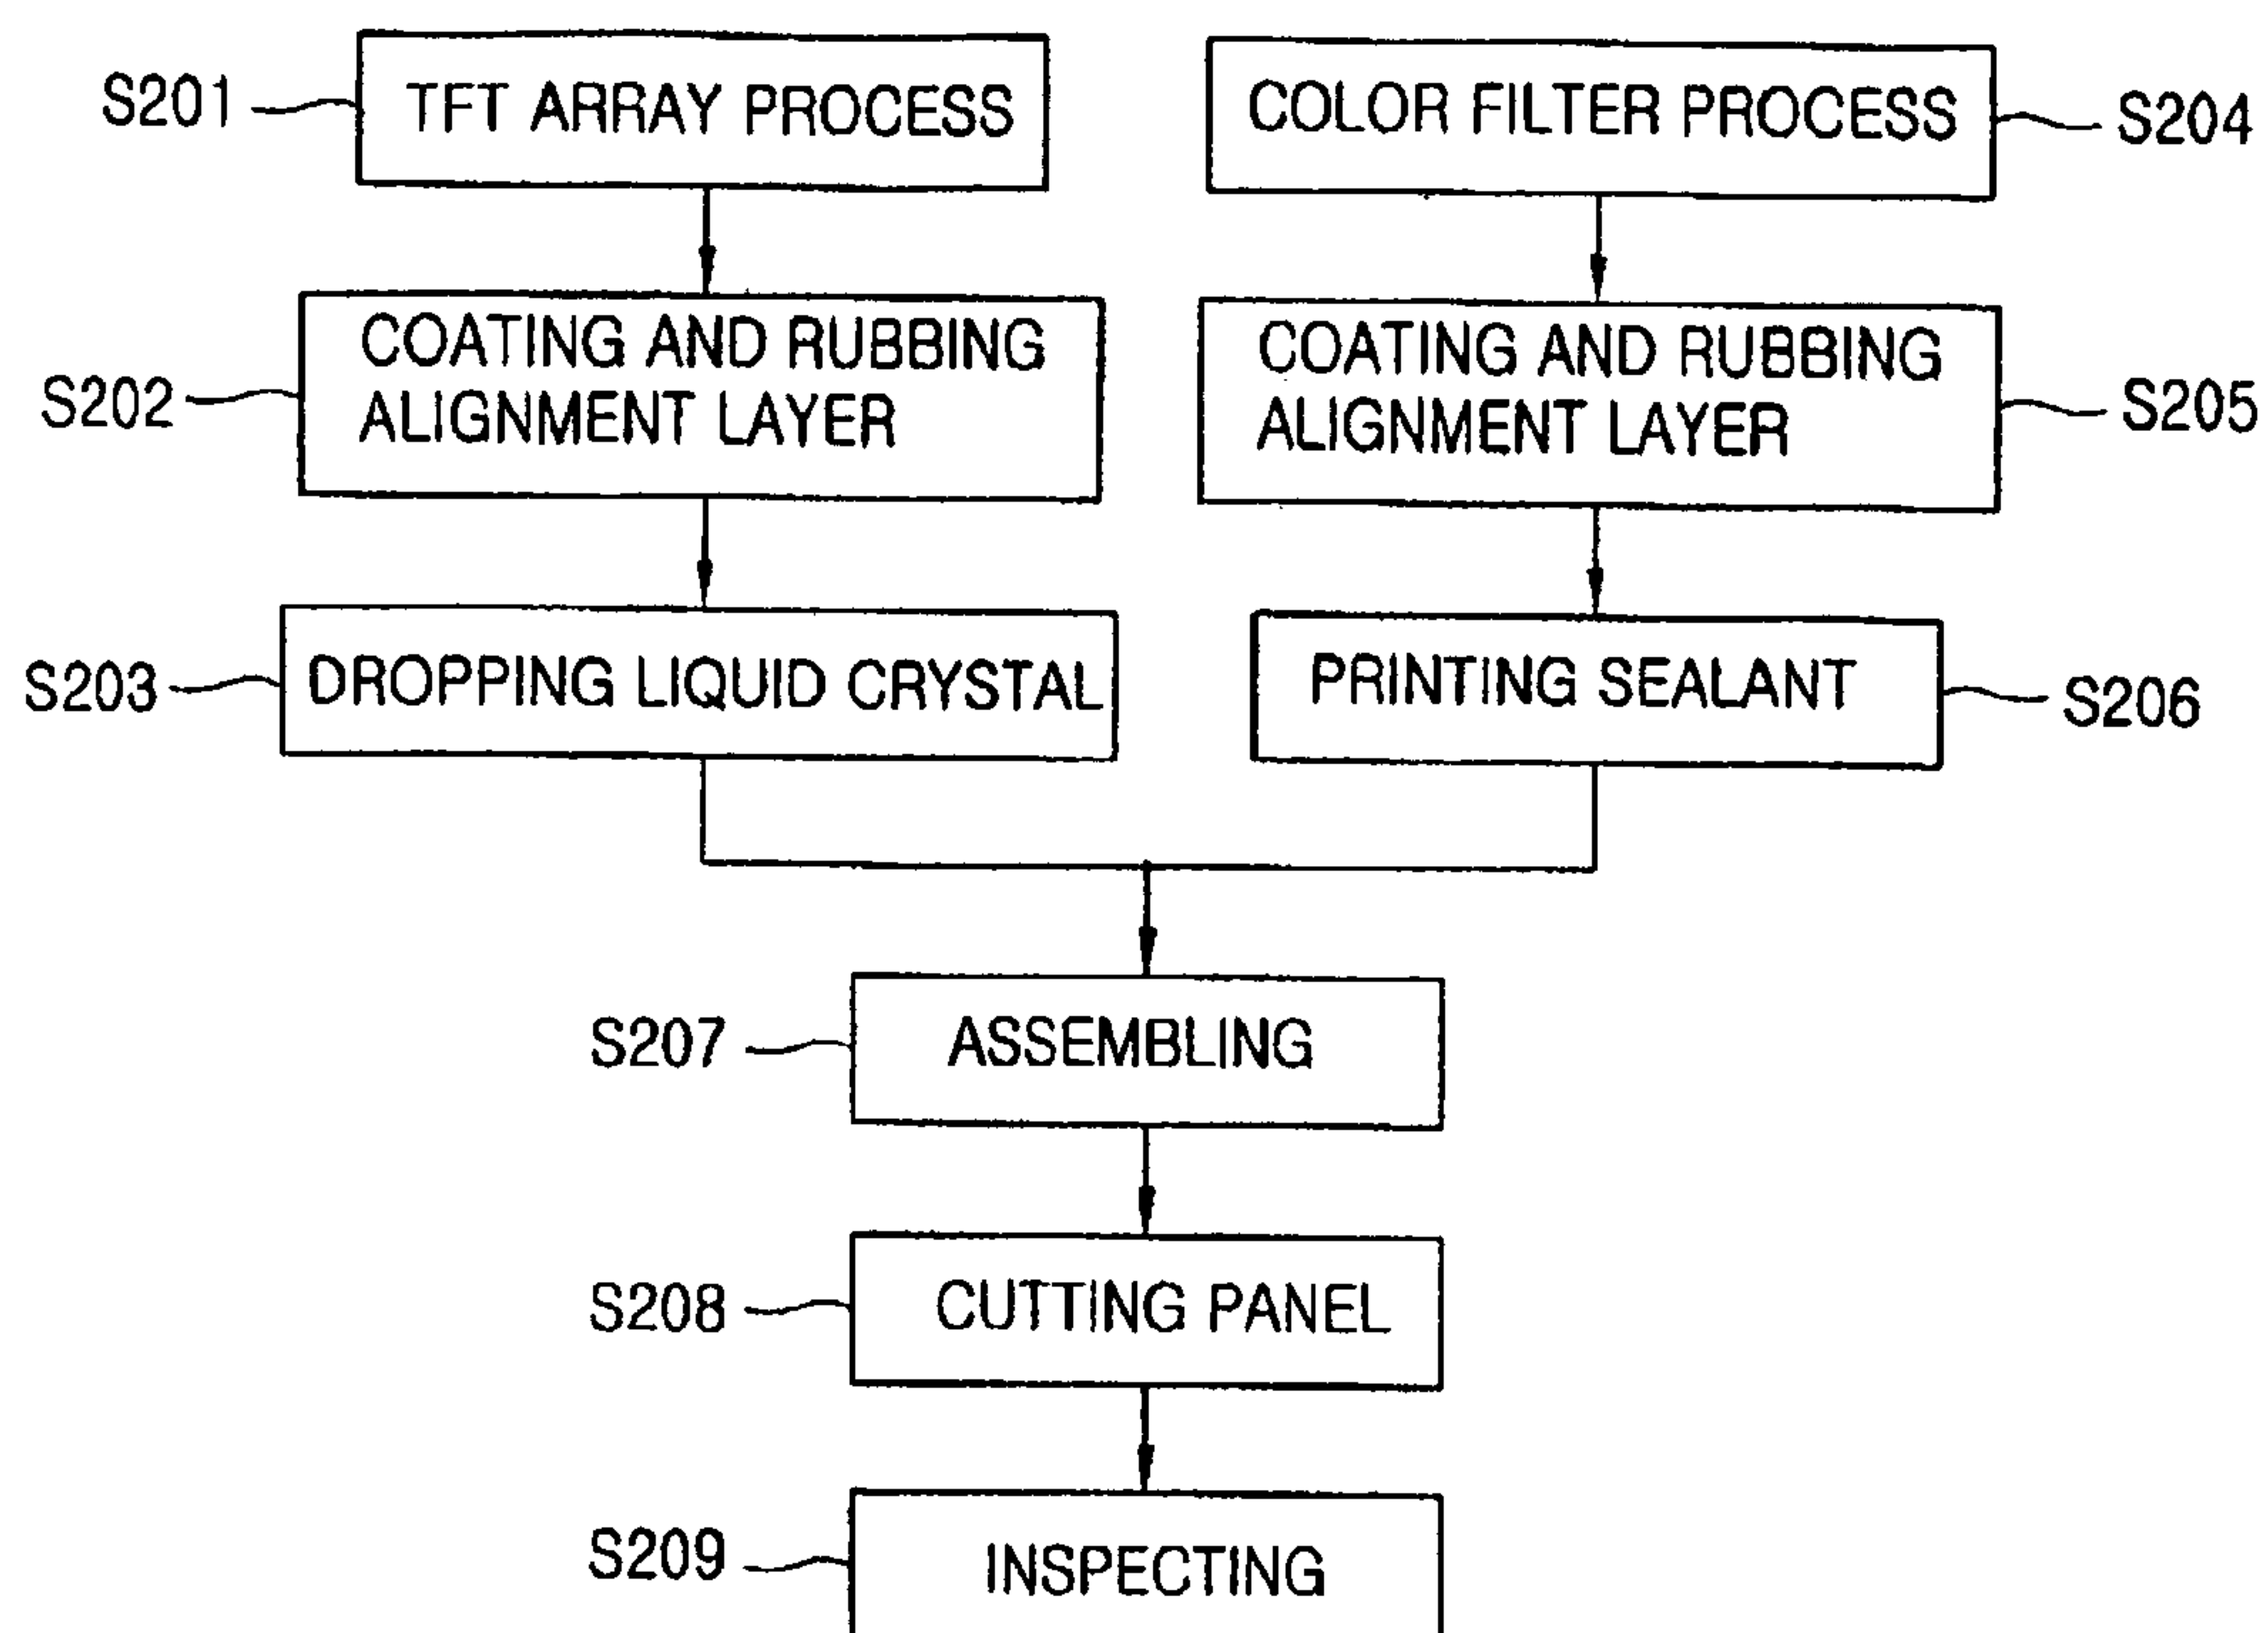 S201
TFT ARRAY PROCESS
COLOR FILTER PROCESS
S204
S202
COATING AND RUBBING
ALIGNMENT LAYER
COATING AND RUBBING
ALIGNMENT LAYER
S205
S203
DROPPING LIQUID CRYSTAL
PRINTING SEALANT
S206
S207
ASSEMBLING
S208
CUTTING PANEL
S209
INSPECTING